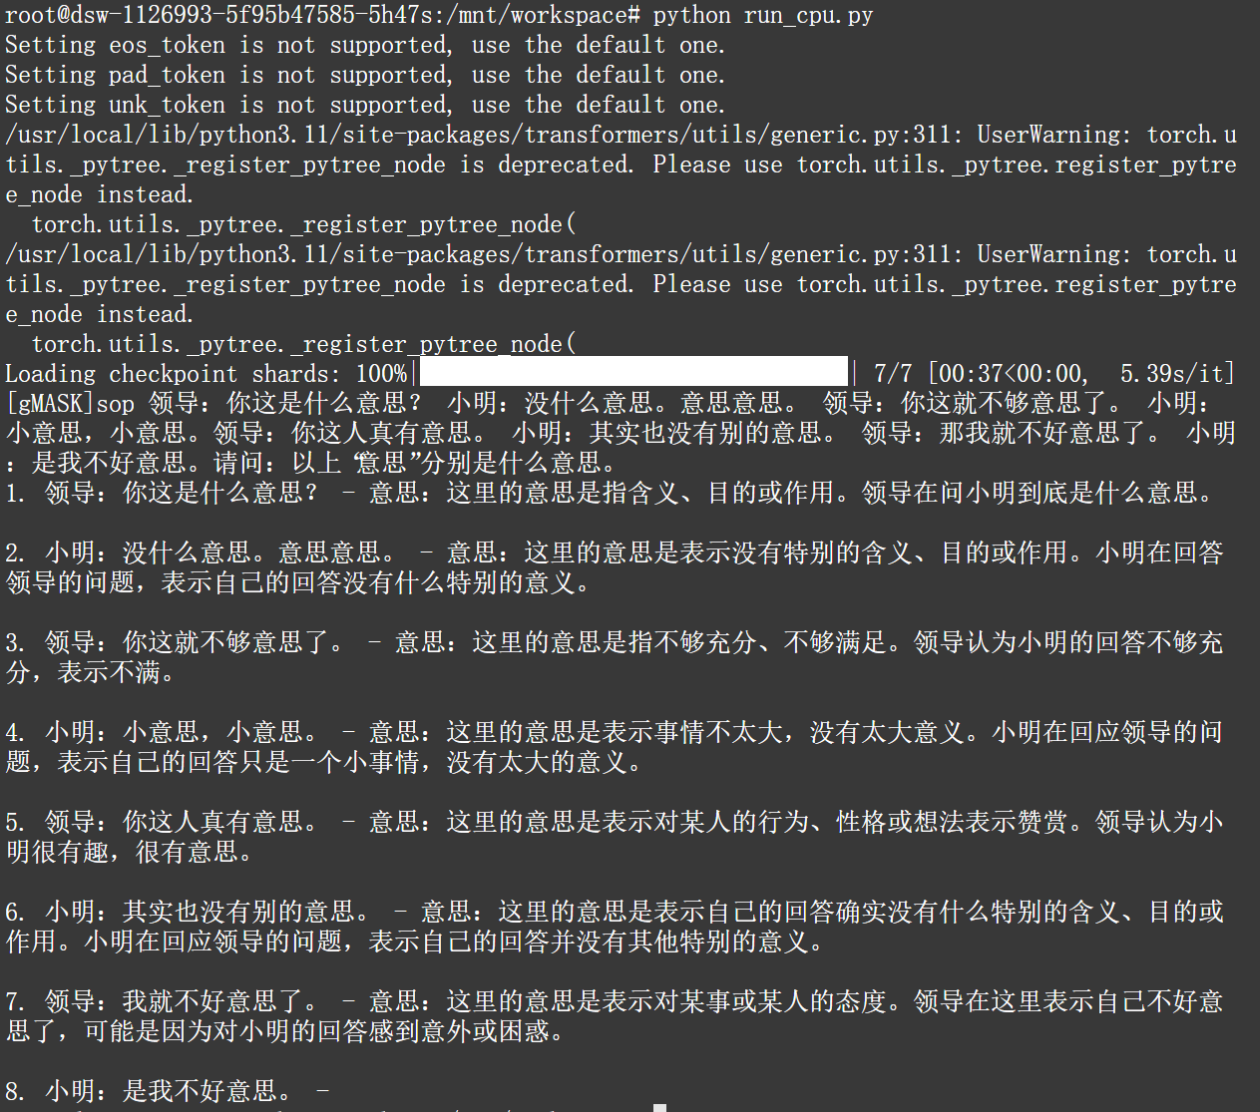 root@dsw-1126993-5f95b47585-5h47s:/mnt/workspace# python run_cpu.py
Setting eos_token is not supported, use the default one.
Setting pad_token is not supported, use the default one.
Setting unk_token is not supported, use the default one.
/usr/local/lib/python3.11/site-packages/transformers/utils/generic.py:311: UserWarning: torch.u
tils._pytree._register_pytree_node is deprecated. Please use torch.utils._pytree.register_pytre
e_node instead.
  torch.utils._pytree._register_pytree_node(
/usr/local/lib/python3.11/site-packages/transformers/utils/generic.py:311: UserWarning: torch.u
tils._pytree._register_pytree_node is deprecated. Please use torch.utils._pytree.register_pytre
e_node instead.
  torch.utils._pytree._register_pytree_node(
Loading checkpoint shards: 100%| | 7/7 [00:37<00:00,  5.39s/it]
[gMASK]sop 领导：你这是什么意思？ 小明：没什么意思。意思意思。 领导：你这就不够意思了。 小明：
小意思，小意思。领导：你这人真有意思。 小明：其实也没有别的意思。 领导：那我就不好意思了。 小明
：是我不好意思。请问：以上“意思”分别是什么意思。
1. 领导：你这是什么意思？ - 意思：这里的意思是指含义、目的或作用。领导在问小明到底是什么意思。
2. 小明：没什么意思。意思意思。 - 意思：这里的意思是表示没有特别的含义、目的或作用。小明在回答
领导的问题，表示自己的回答没有什么特别的意义。
3. 领导：你这就不够意思了。 - 意思：这里的意思是指不够充分、不够满足。领导认为小明的回答不够充
分，表示不满。
4. 小明：小意思，小意思。 - 意思：这里的意思是表示事情不太大，没有太大意义。小明在回应领导的问
题，表示自己的回答只是一个小事情，没有太大的意义。
5. 领导：你这人真有意思。 - 意思：这里的意思是表示对某人的行为、性格或想法表示赞赏。领导认为小
明很有趣，很有意思。
6. 小明：其实也没有别的意思。 - 意思：这里的意思是表示自己的回答确实没有什么特别的含义、目的或
作用。小明在回应领导的问题，表示自己的回答并没有其他特别的意义。
7. 领导：我就不好意思了。 - 意思：这里的意思是表示对某事或某人的态度。领导在这里表示自己不好意
思了，可能是因为对小明的回答感到意外或困惑。
8. 小明：是我不好意思。 -